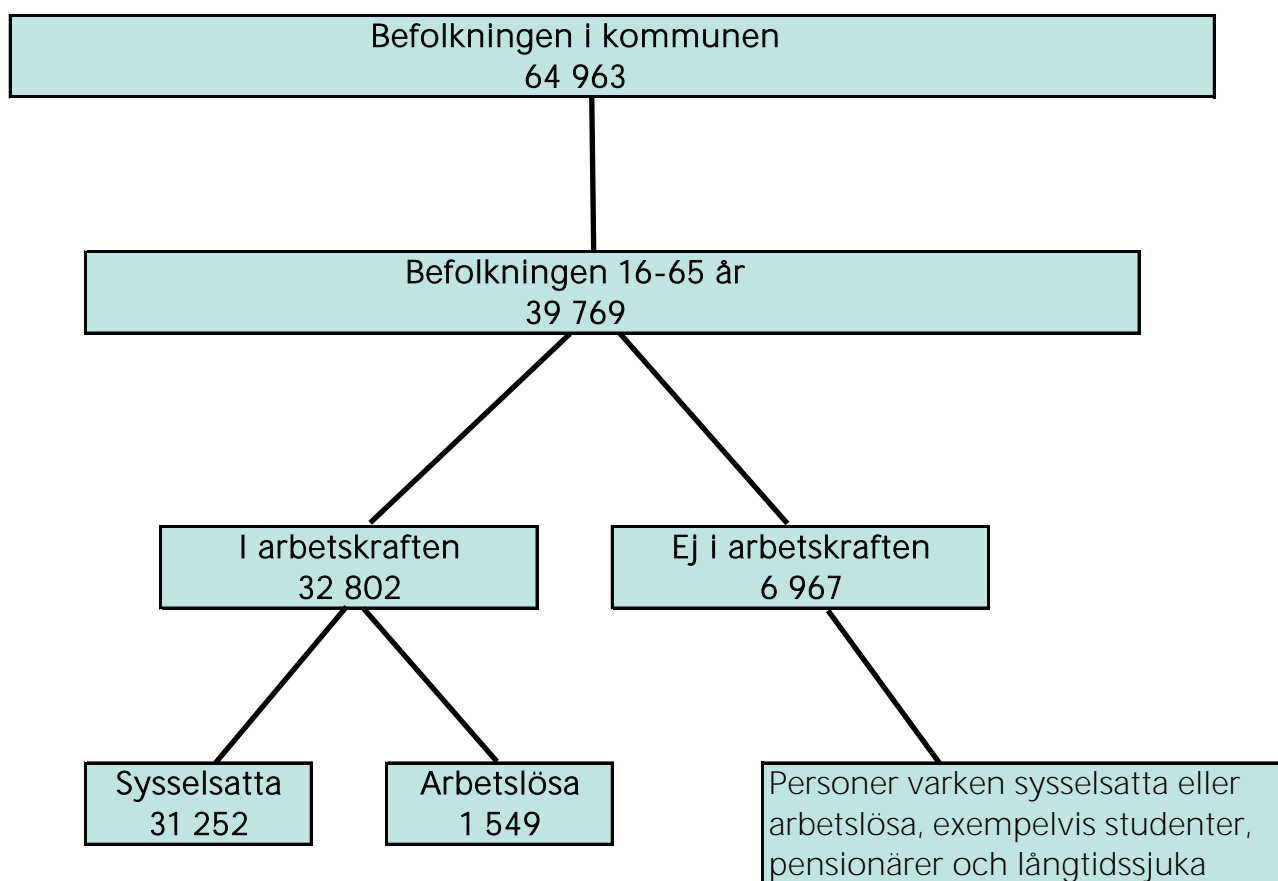 Befolkningen i kommunen
64 963
Befolkningen 16-65 år
39 769
I arbetskraften
32 802
Ej i arbetskraften
6 967
Sysselsatta
31 252
Arbetslösa
1 549
Personer varken sysselsatta eller
arbetslösa, exempelvis studenter,
pensionärer och långtidssjuka